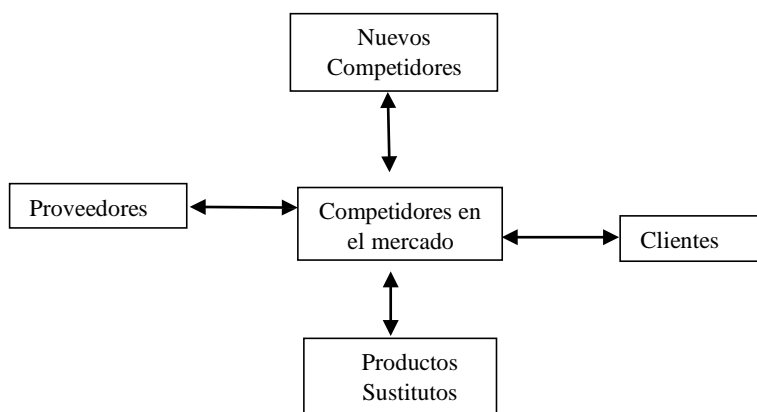 Nuevos
Competidores
Proveedores
Competidores en
el mercado
Clientes
Productos
Sustitutos